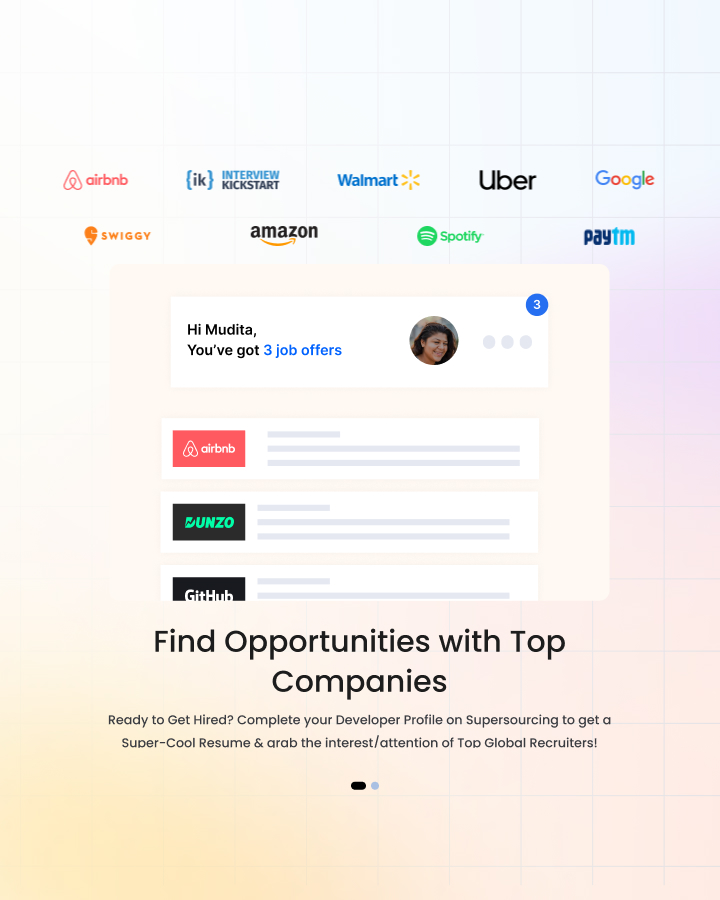 airbnb {ik} INTERVIEW KICKSTART Walmart Uber Google
SWIGGY amazon Spotify paytm
3
Hi Mudita,
You've got 3 job offers
airbnb
DUNZO
GitHub
Find Opportunities with Top
Companies
Ready to Get Hired? Complete your Developer Profile on Supersourcing to get a
Super-Cool Resume & grab the interest/attention of Top Global Recruiters!